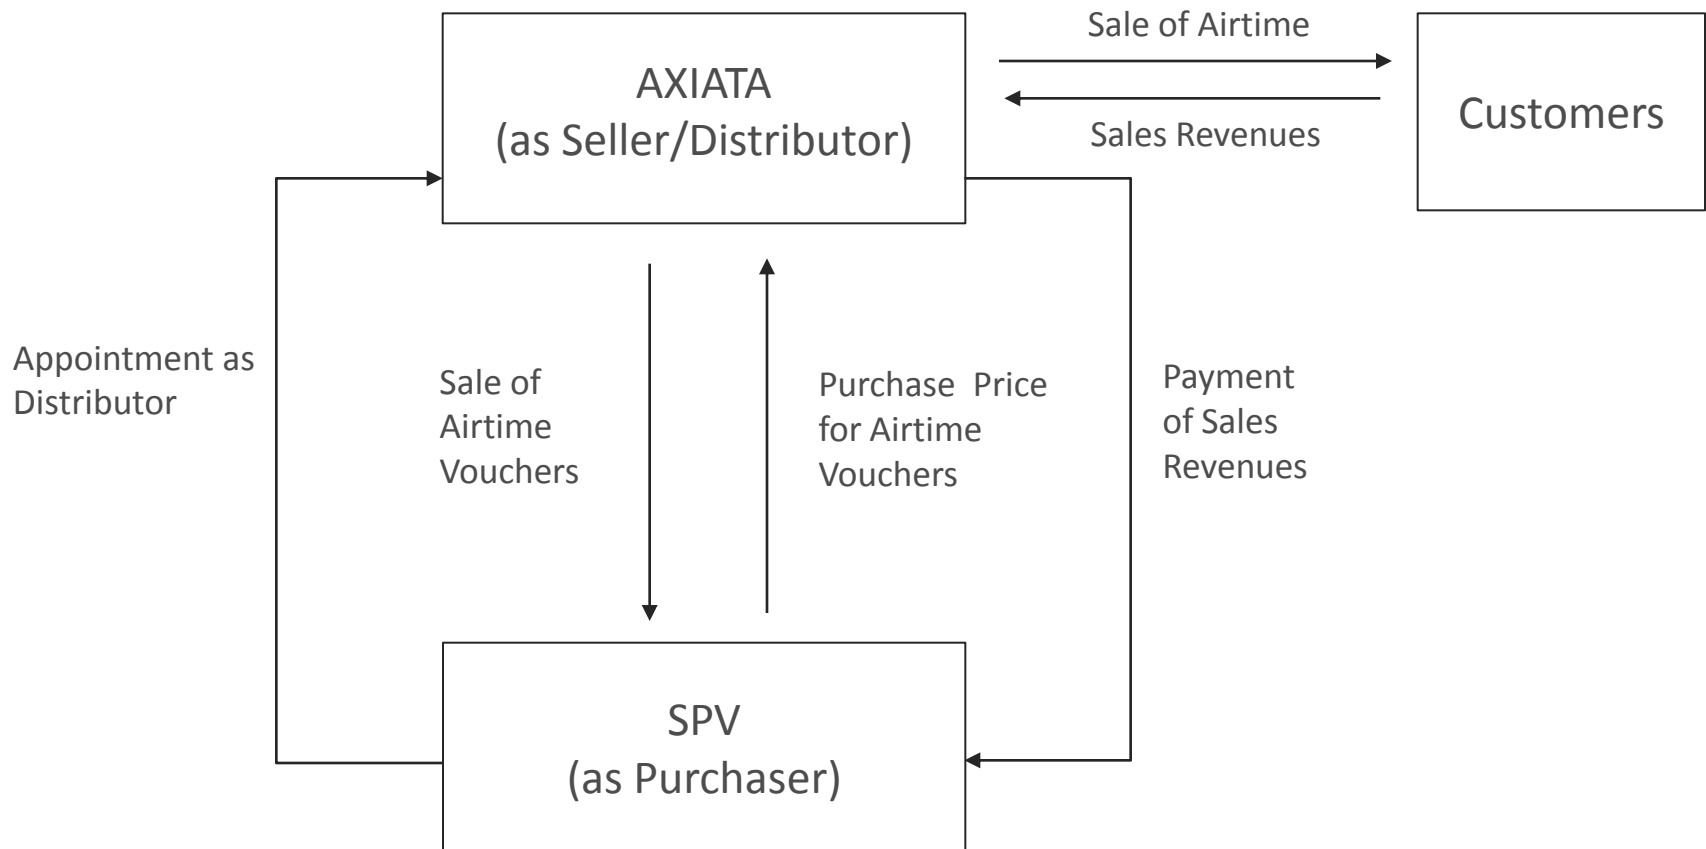 Sale of Airtime
AXIATA
(as Seller/Distributor)
Customers
Sales Revenues
Appointment as
Distributor
Sale of
Airtime
Vouchers
Purchase  Price
for Airtime
Vouchers
Payment
of Sales
Revenues
SPV
(as Purchaser)